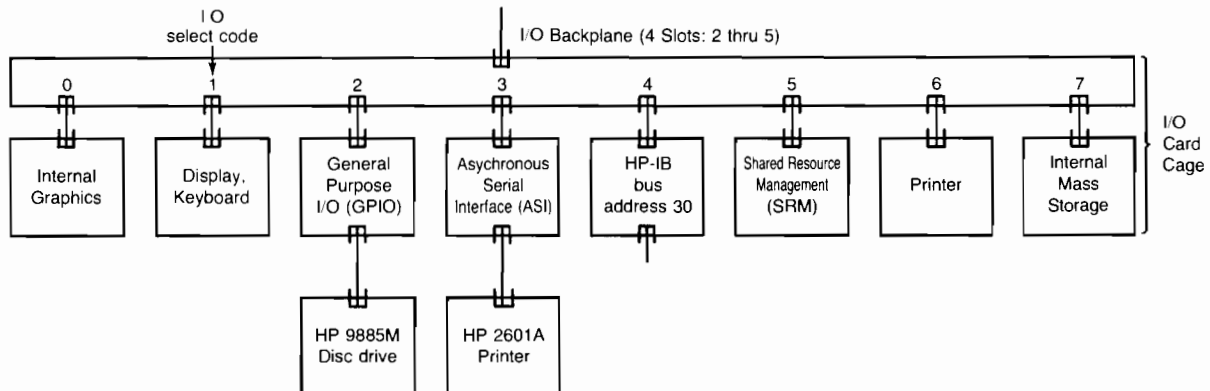 I O
select code
I/O Backplane (4 Slots: 2 thru 5)
0 1 2 3 4 5 6 7
Internal
Graphics
Display,
Keyboard
General
Purpose
I/O (GPIO)
Asychronous
Serial
Interface (ASI)
HP-IB
bus
address 30
Shared Resource
Management
(SRM)
Printer
Internal
Mass
Storage
I/O
Card
Cage
HP 9885M
Disc drive
HP 2601A
Printer